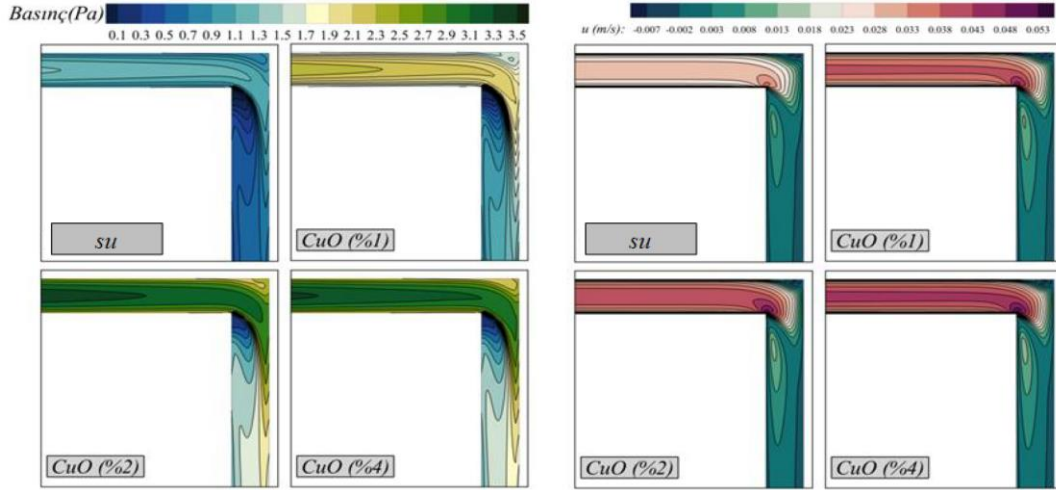 Basınç(Pa)
0.1 0.3 0.5 0.7 0.9 1.1 1.3 1.5 1.7 1.9 2.1 2.3 2.5 2.7 2.9 3.1 3.3 3.5
u (m/s): -0.007 -0.002 0.003 0.008 0.013 0.018 0.023 0.028 0.033 0.038 0.043 0.048 0.053
su
CuO (%1)
su
CuO (%1)
CuO (%2)
CuO (%4)
CuO (%2)
CuO (%4)